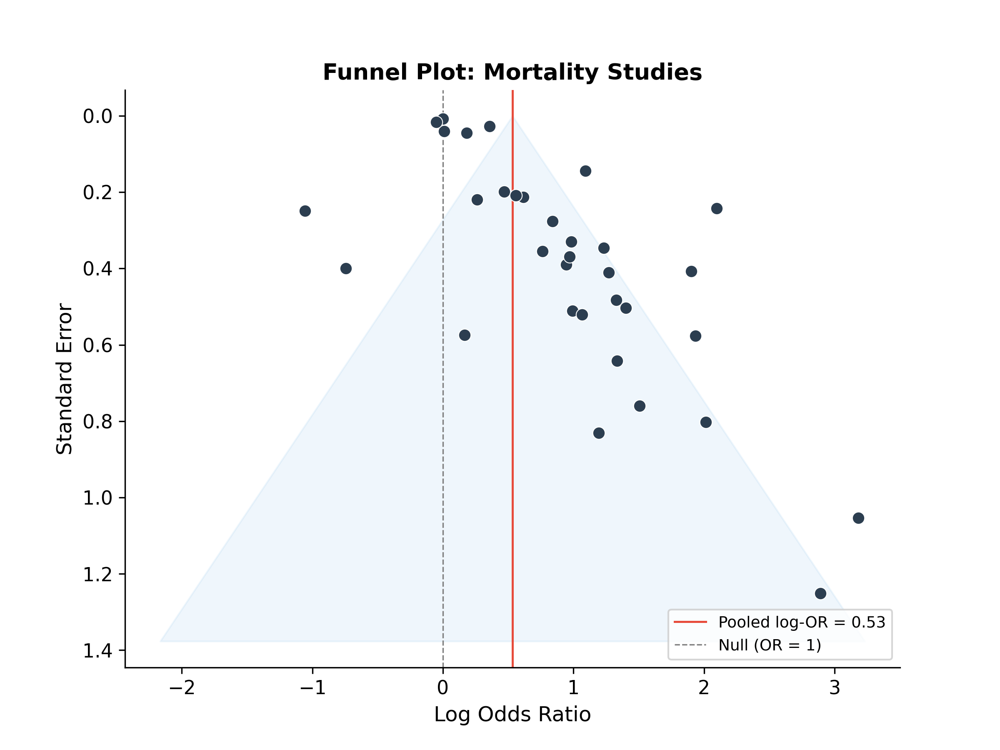 Funnel Plot: Mortality Studies
Standard Error
0.0
0.2
0.4
0.6
0.8
1.0
1.2
1.4
Pooled log-OR = 0.53
Null (OR = 1)
−2 −1 0 1 2 3
Log Odds Ratio